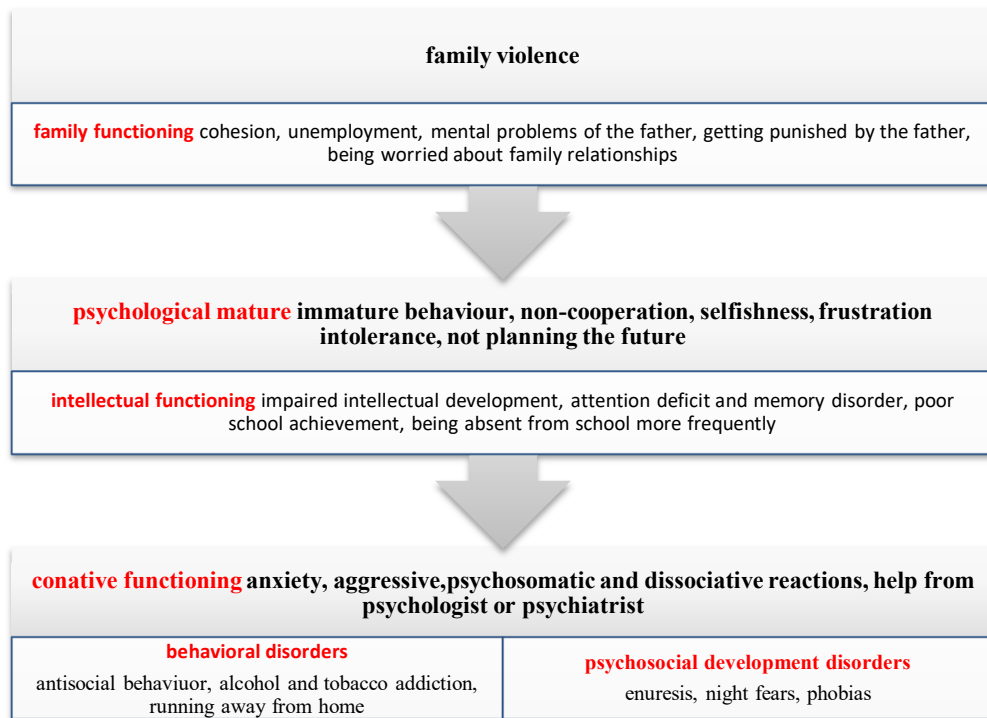 family violence
family functioning cohesion, unemployment, mental problems of the father, getting punished by the father,
being worried about family relationships
psychological mature immature behaviour, non-cooperation, selfishness, frustration
intolerance, not planning the future
intellectual functioning impaired intellectual development, attention deficit and memory disorder, poor
school achievement, being absent from school more frequently
conative functioning anxiety, aggressive,psychosomatic and dissociative reactions, help from
psychologist or psychiatrist
behavioral disorders
antisocial behaviuor, alcohol and tobacco addiction,
running away from home
psychosocial development disorders
enuresis, night fears, phobias